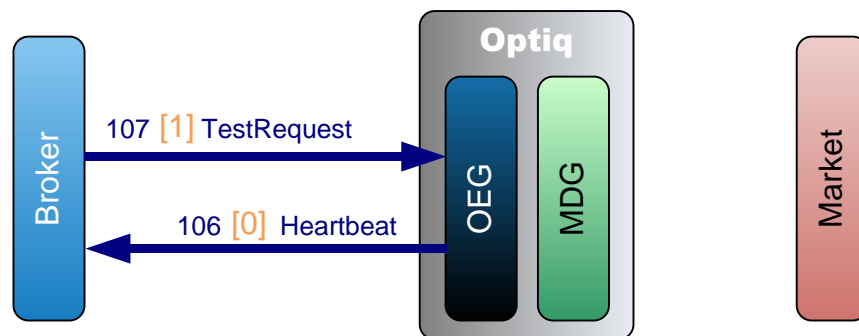 Optiq
Broker
107 [1] TestRequest
106 [0] Heartbeat
OEG
MDG
Market